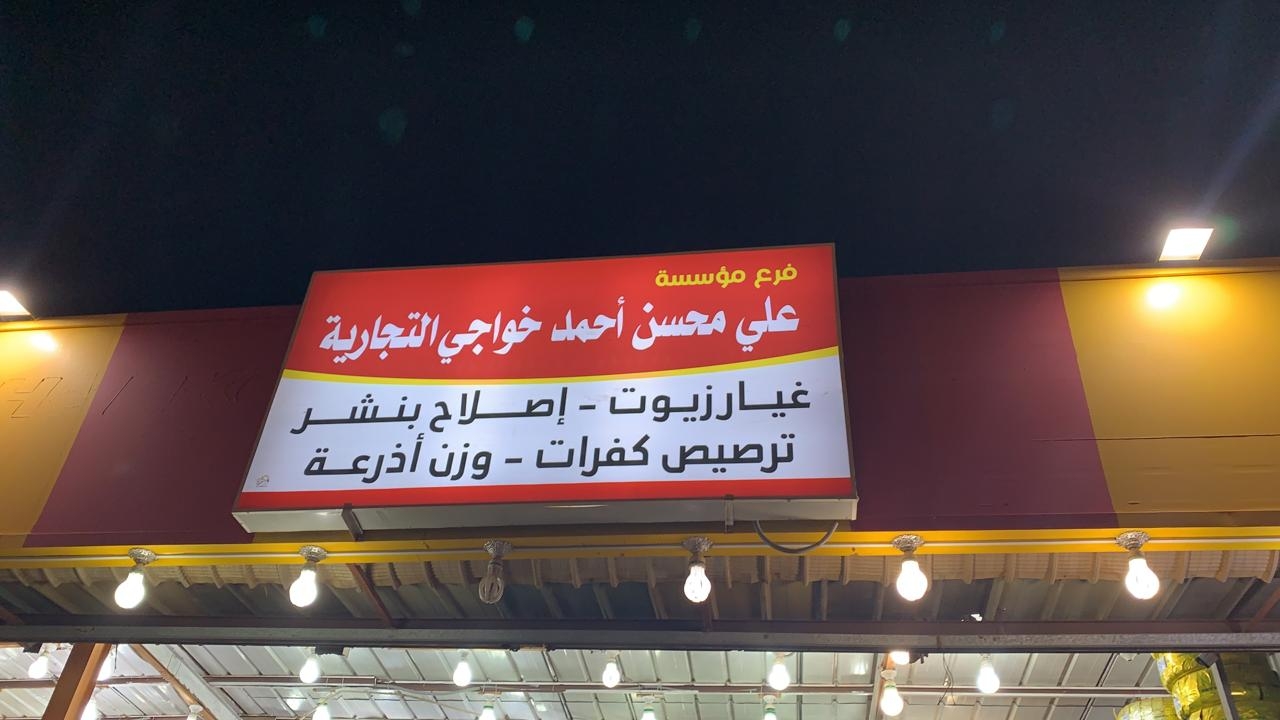 فرع مؤسسة
علي محسن أحمد خواجي التجارية
غيار زيوت - إصلاح بنشر
ترصيص كفرات - وزن أذرعة